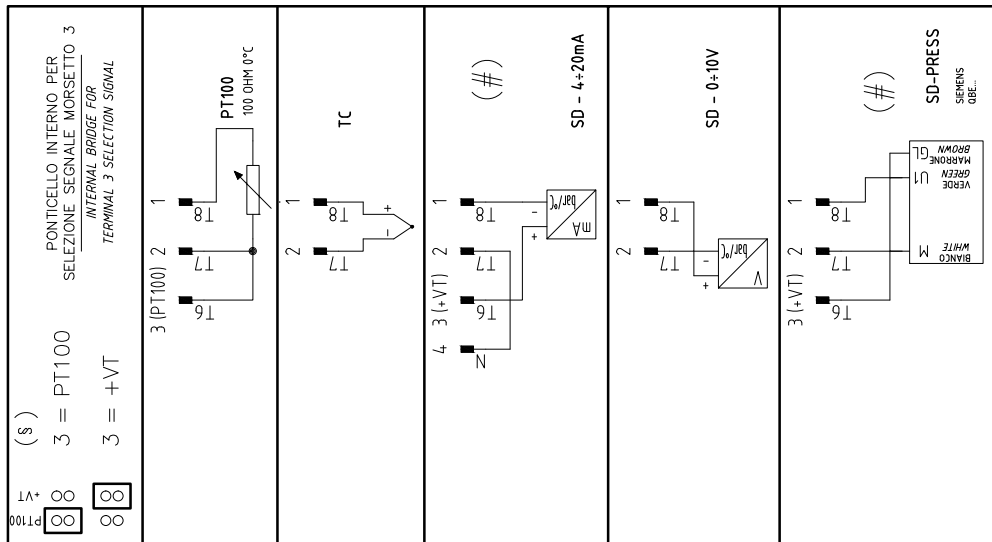 PT100
+VT
(§)
3 = PT100
3 = +VT
PONTICELLO INTERNO PER
SELEZIONE SEGNALE MORSETTO 3
INTERNAL BRIDGE FOR
TERMINAL 3 SELECTION SIGNAL
3 (PT100) 2 1
T6 T7 T8
PT100
100 OHM 0°C
2 1
T7 T8
- +
TC
4 3 (+VT) 2 1
N T6 T7 T8
+ -
bar/°C
mA
(#)
SD - 4÷20mA
2 1
T7 T8
+ -
bar/°C
V
SD - 0÷10V
3 (+VT) 2 1
T6 T7 T8
M U1 GL
BIANCO
WHITE
VERDE
GREEN
MARRONE
BROWN
(#)
SD-PRESS
SIEMENS
QBE...